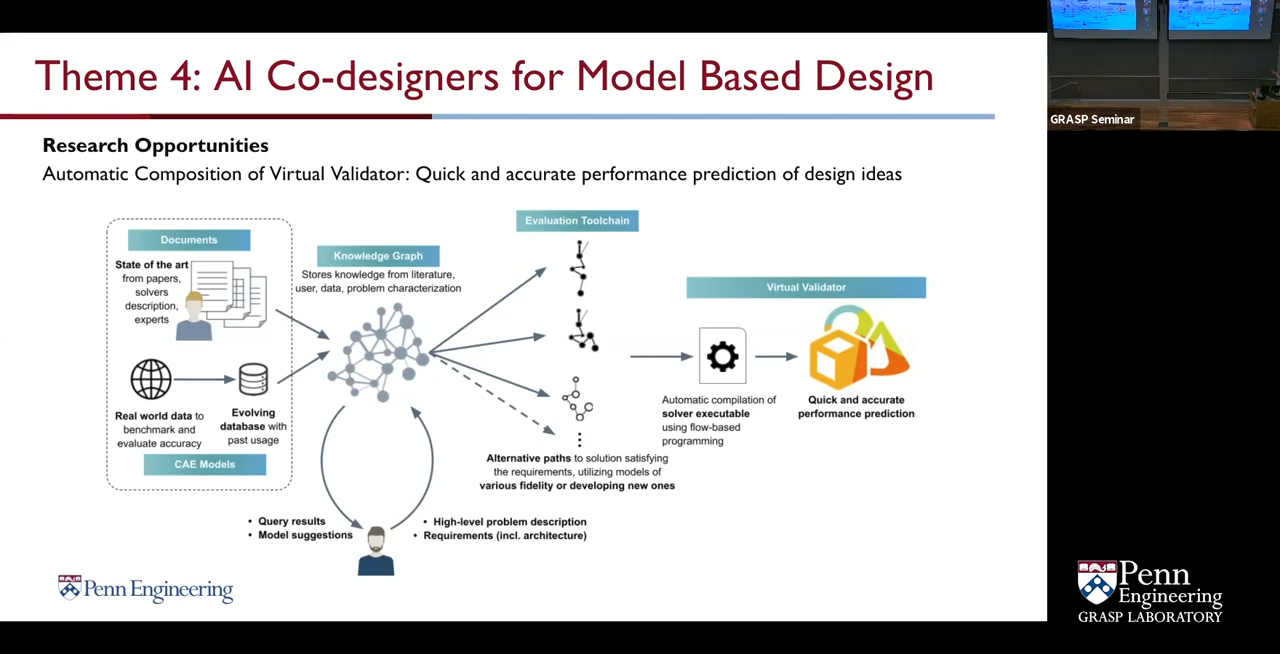 Theme 4: AI Co-designers for Model Based Design
GRASP Seminar
Research Opportunities
Automatic Composition of Virtual Validator: Quick and accurate performance prediction of design ideas
Documents
State of the art
from papers,
solvers
description,
experts
Real world data to
benchmark and
evaluate accuracy
Evolving
database with
past usage
CAE Models
Knowledge Graph
Stores knowledge from literature,
user, data, problem characterization
• Query results
• Model suggestions
• High-level problem description
• Requirements (incl. architecture)
Evaluation Toolchain
Alternative paths to solution satisfying
the requirements, utilizing models of
various fidelity or developing new ones
Virtual Validator
Automatic compilation of
solver executable
using flow-based
programming
Quick and accurate
performance prediction
Penn Engineering
Penn
Engineering
GRASP LABORATORY